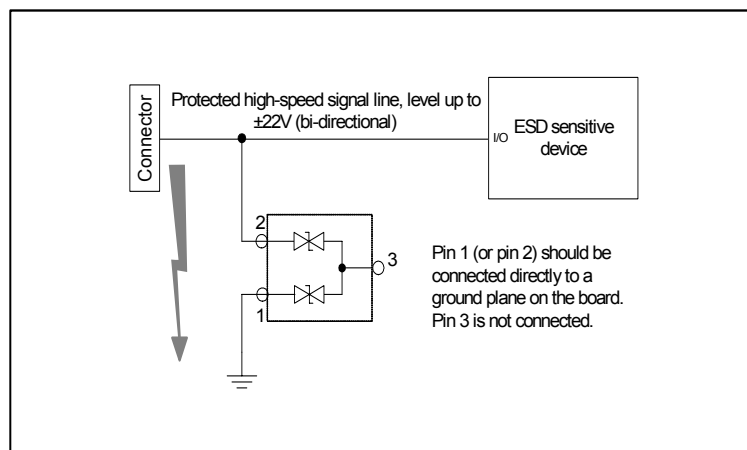 Connector
Protected high-speed signal line, level up to
±22V (bi-directional)
I/O
ESD sensitive
device
2
3
1
Pin 1 (or pin 2) should be
connected directly to a
ground plane on the board.
Pin 3 is not connected.